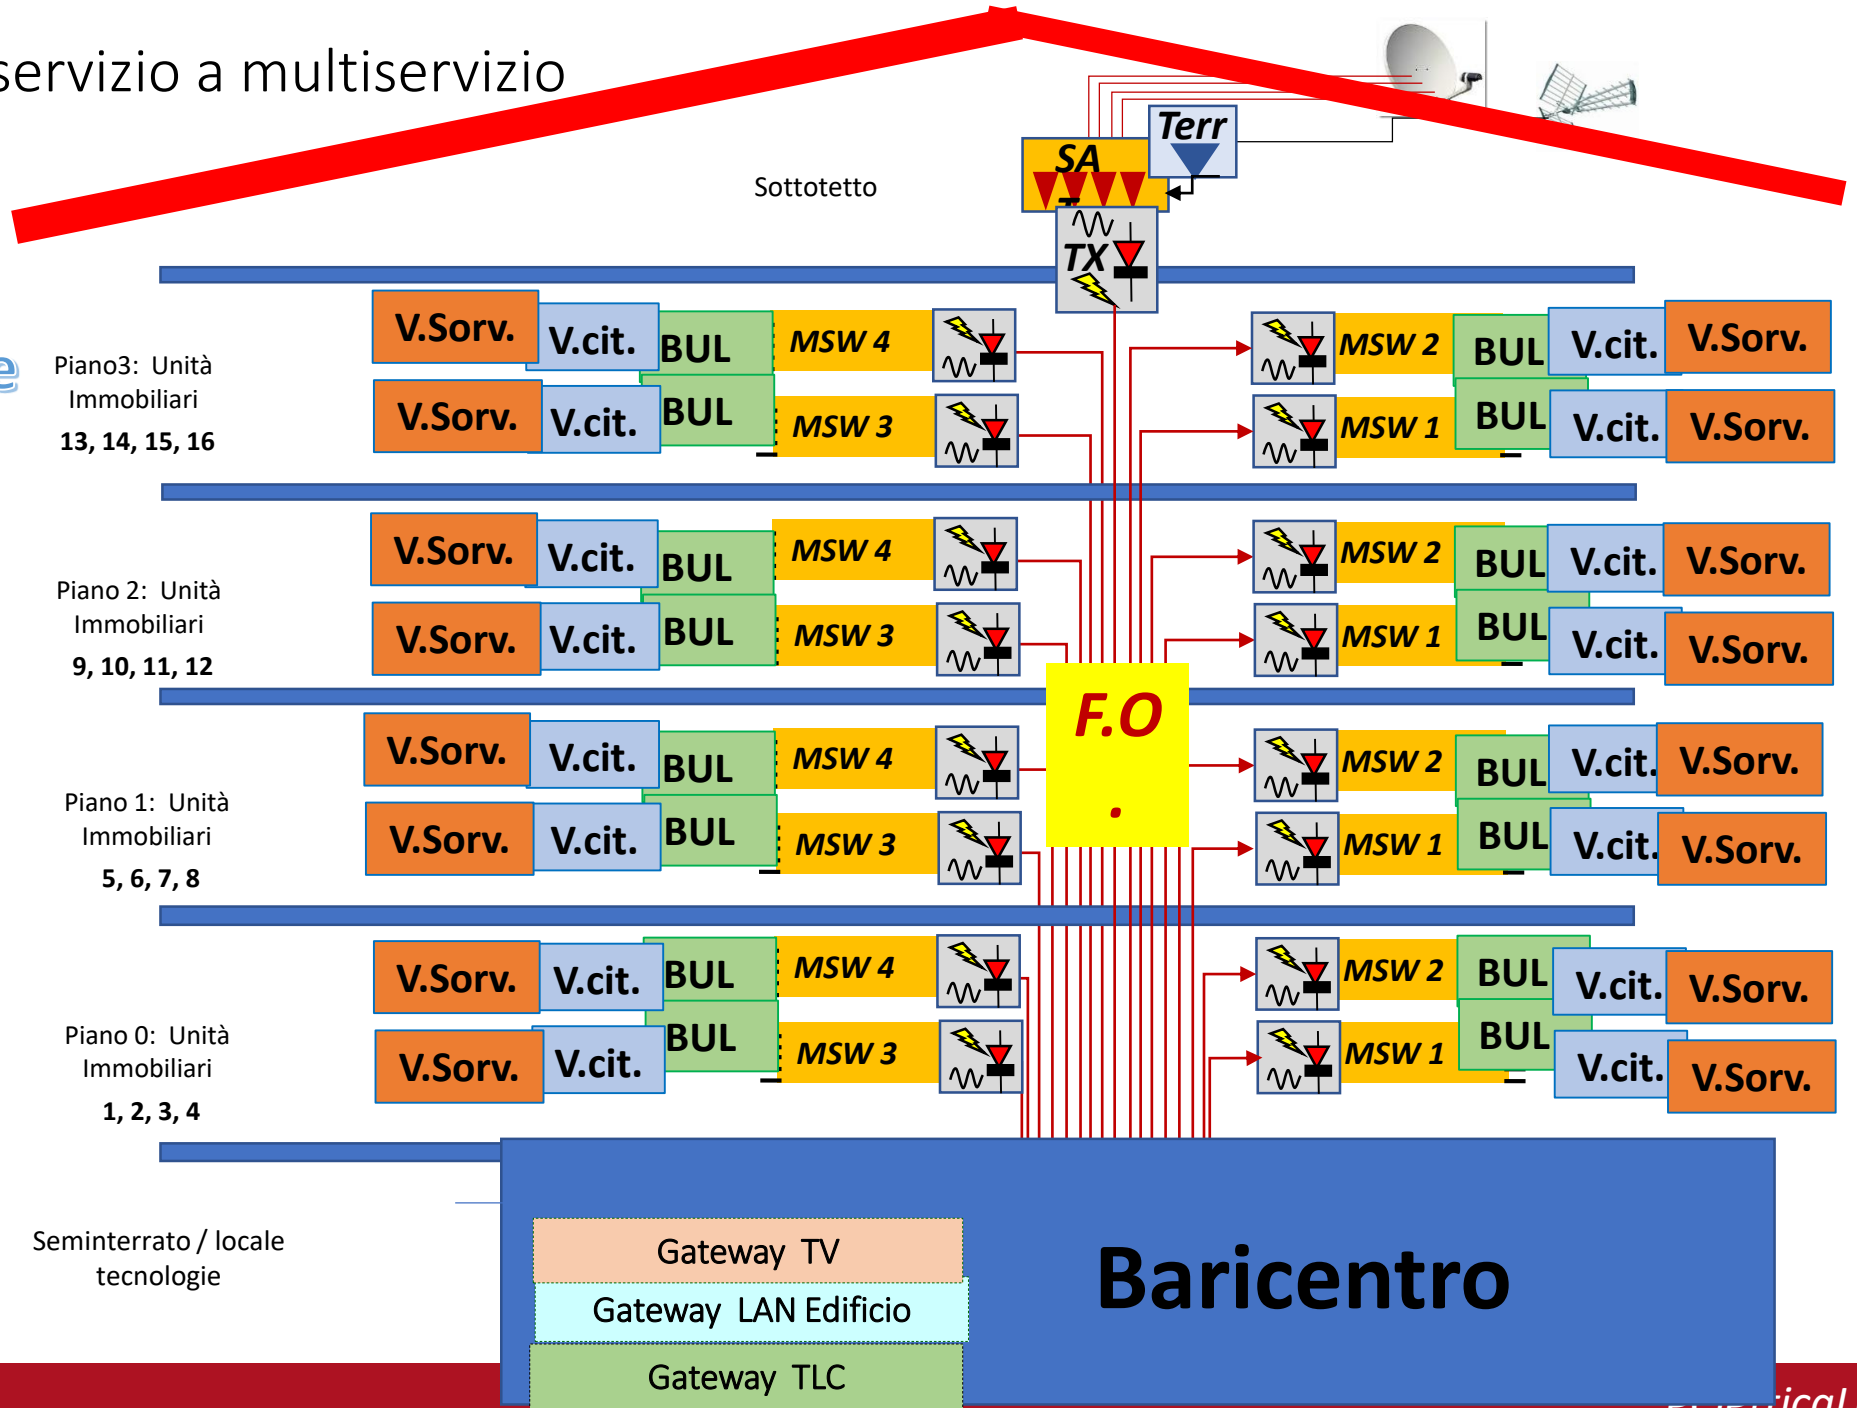 servizio a multiservizio
Terr
SA
T
Sottotetto
TX
Piano3: Unità
Immobiliari
13, 14, 15, 16
V.Sorv. V.cit. BUL MSW 4
MSW 2 BUL V.cit. V.Sorv.
V.Sorv. V.cit. BUL MSW 3
MSW 1 BUL V.cit. V.Sorv.
Piano 2: Unità
Immobiliari
9, 10, 11, 12
V.Sorv. V.cit. BUL MSW 4
MSW 2 BUL V.cit. V.Sorv.
V.Sorv. V.cit. BUL MSW 3
MSW 1 BUL V.cit. V.Sorv.
F.O
.
Piano 1: Unità
Immobiliari
5, 6, 7, 8
V.Sorv. V.cit. BUL MSW 4
MSW 2 BUL V.cit. V.Sorv.
V.Sorv. V.cit. BUL MSW 3
MSW 1 BUL V.cit. V.Sorv.
Piano 0: Unità
Immobiliari
1, 2, 3, 4
V.Sorv. V.cit. BUL MSW 4
MSW 2 BUL V.cit. V.Sorv.
V.Sorv. V.cit. BUL MSW 3
MSW 1 BUL V.cit. V.Sorv.
Seminterrato / locale
tecnologie
Gateway TV
Gateway LAN Edificio
Gateway TLC
Baricentro